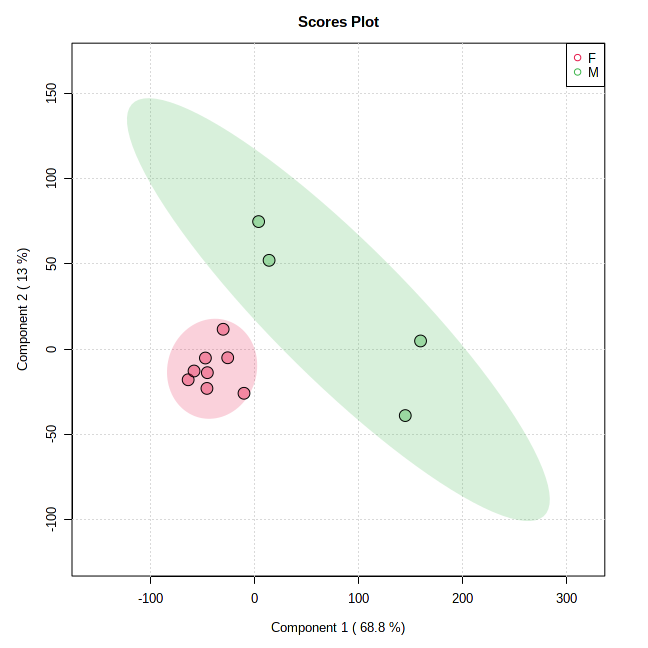 Scores Plot
F
M
150
100
50
0
-50
-100
Component 2 ( 13 %)
-100
0
100
200
300
Component 1 ( 68.8 %)